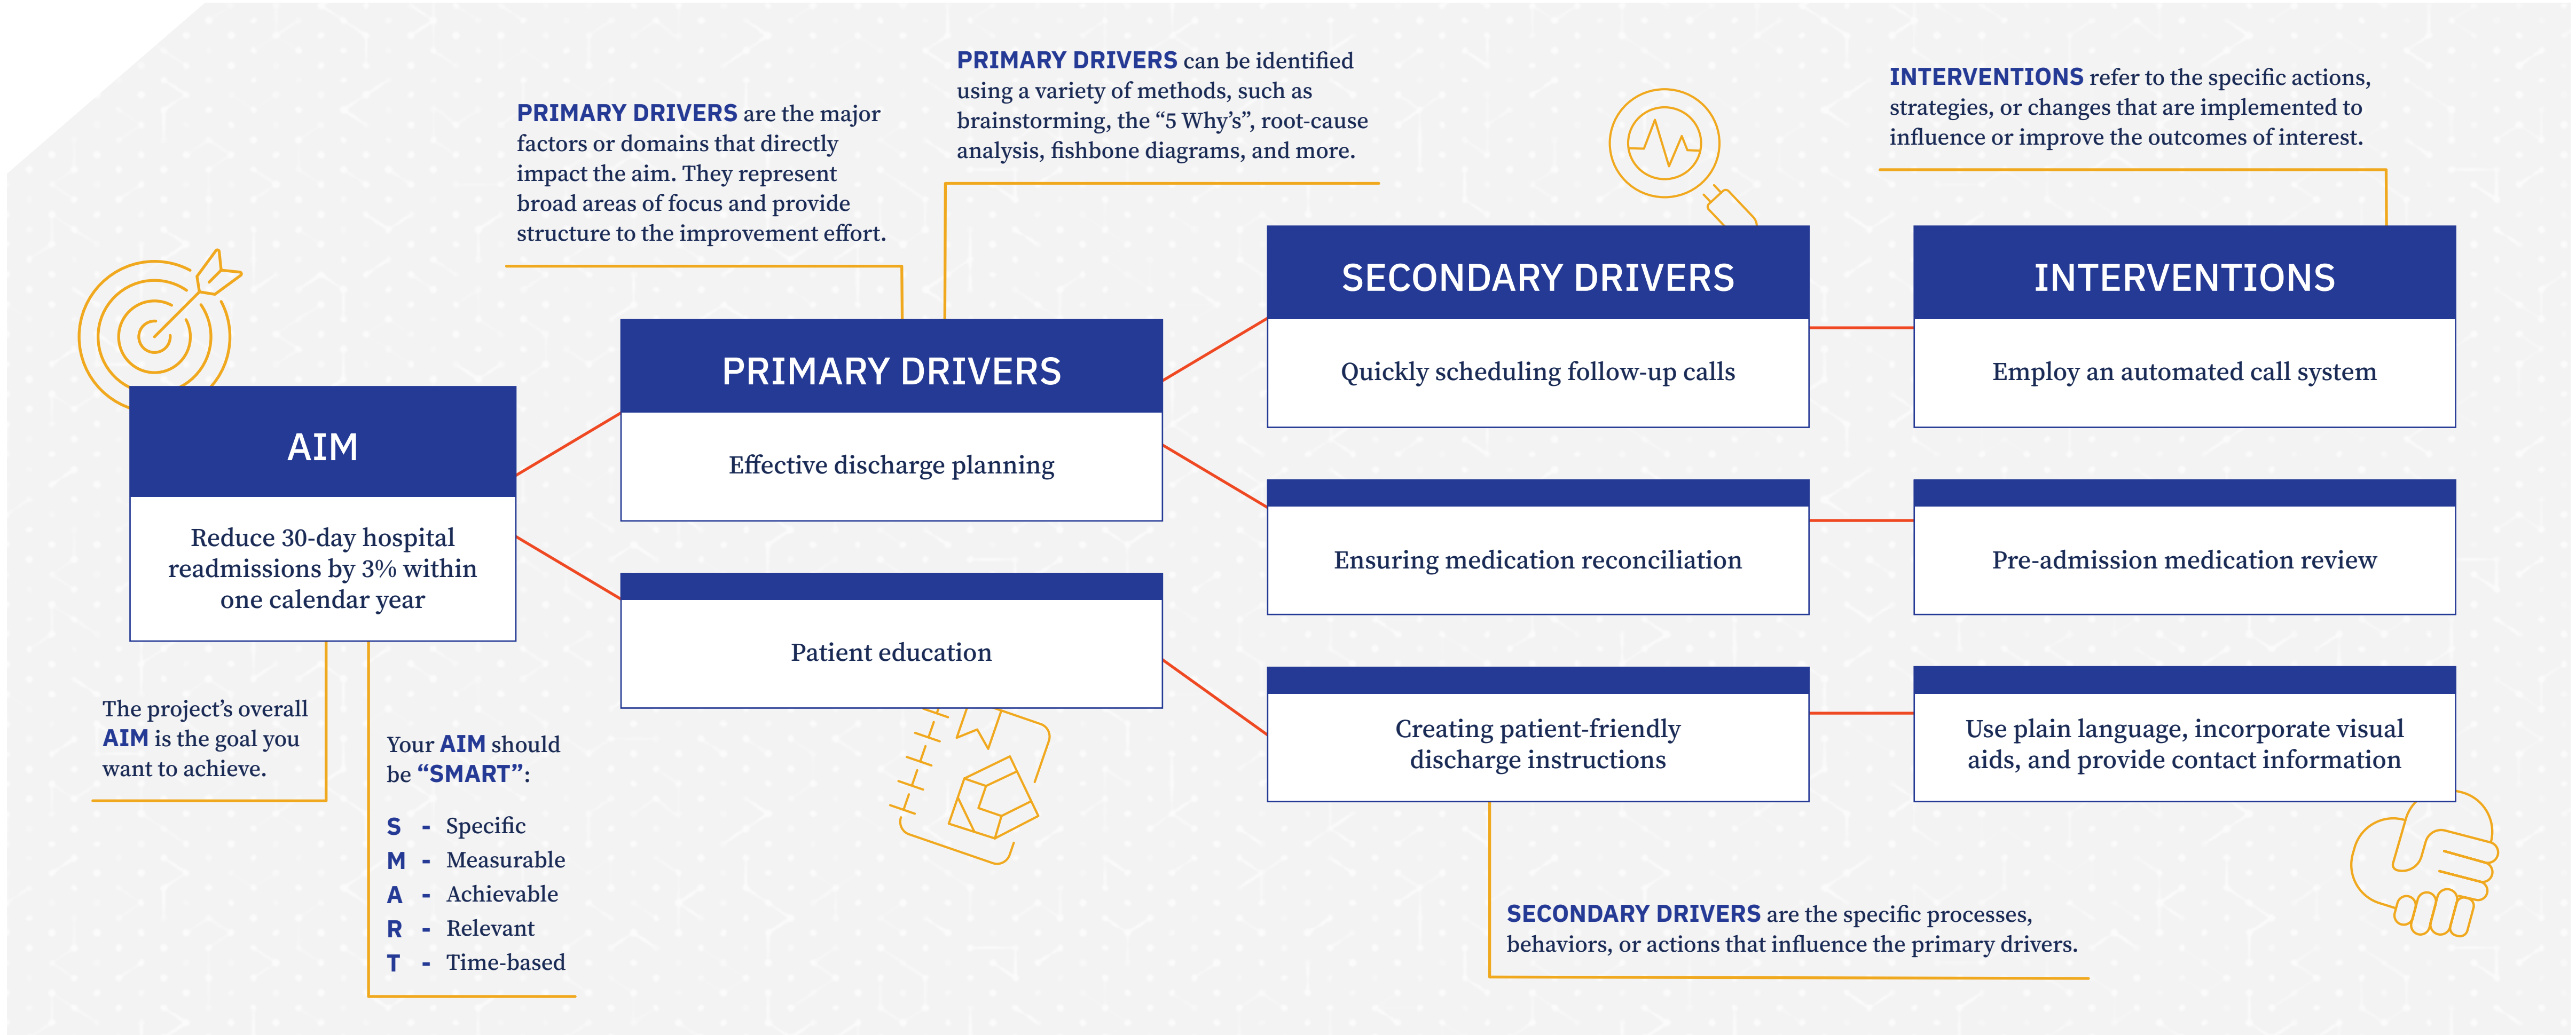 PRIMARY DRIVERS are the major
factors or domains that directly
impact the aim. They represent
broad areas of focus and provide
structure to the improvement effort.
PRIMARY DRIVERS can be identified
using a variety of methods, such as
brainstorming, the “5 Why’s”, root-cause
analysis, fishbone diagrams, and more.
INTERVENTIONS refer to the specific actions,
strategies, or changes that are implemented to
influence or improve the outcomes of interest.
AIM
Reduce 30-day hospital
readmissions by 3% within
one calendar year
The project’s overall
AIM is the goal you
want to achieve.
Your AIM should
be “SMART”:
S - Specific
M - Measurable
A - Achievable
R - Relevant
T - Time-based
PRIMARY DRIVERS
Effective discharge planning
Patient education
SECONDARY DRIVERS
Quickly scheduling follow-up calls
Ensuring medication reconciliation
Creating patient-friendly
discharge instructions
SECONDARY DRIVERS are the specific processes,
behaviors, or actions that influence the primary drivers.
INTERVENTIONS
Employ an automated call system
Pre-admission medication review
Use plain language, incorporate visual
aids, and provide contact information